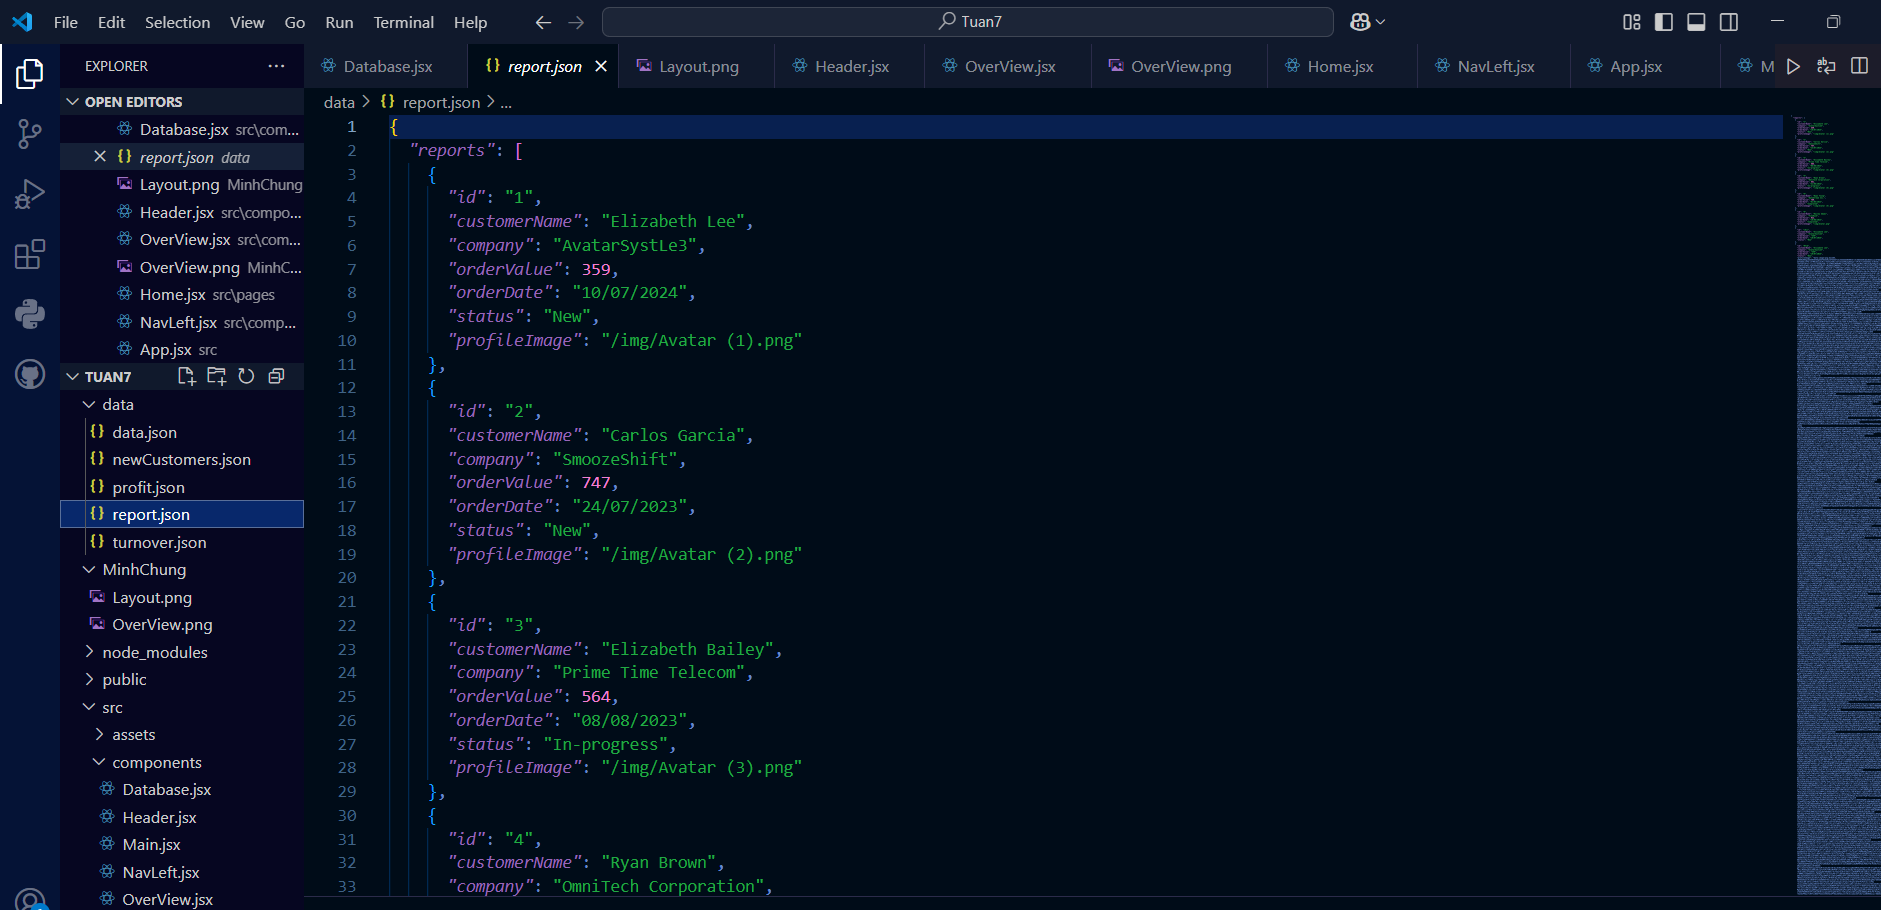 File Edit Selection View Go Run Terminal Help
Tuan7
EXPLORER
Database.jsx
report.json
Layout.png
Header.jsx
OverView.jsx
OverView.png
Home.jsx
NavLeft.jsx
App.jsx
M
OPEN EDITORS
Database.jsx src\com...
report.json data
Layout.png MinhChung
Header.jsx src\compo...
OverView.jsx src\com...
OverView.png MinhC...
Home.jsx src\pages
NavLeft.jsx src\comp...
App.jsx src
TUAN7
data
data.json
newCustomers.json
profit.json
report.json
turnover.json
MinhChung
Layout.png
OverView.png
node_modules
public
src
assets
components
Database.jsx
Header.jsx
Main.jsx
NavLeft.jsx
OverView.jsx
data > {} report.json > ...
1 {
2 "reports": [
3 {
4 "id": "1",
5 "customerName": "Elizabeth Lee",
6 "company": "AvatarSystLe3",
7 "orderValue": 359,
8 "orderDate": "10/07/2024",
9 "status": "New",
10 "profileImage": "/img/Avatar (1).png"
11 },
12 {
13 "id": "2",
14 "customerName": "Carlos Garcia",
15 "company": "SmoozeShift",
16 "orderValue": 747,
17 "orderDate": "24/07/2023",
18 "status": "New",
19 "profileImage": "/img/Avatar (2).png"
20 },
21 {
22 "id": "3",
23 "customerName": "Elizabeth Bailey",
24 "company": "Prime Time Telecom",
25 "orderValue": 564,
26 "orderDate": "08/08/2023",
27 "status": "In-progress",
28 "profileImage": "/img/Avatar (3).png"
29 },
30 {
31 "id": "4",
32 "customerName": "Ryan Brown",
33 "company": "OmniTech Corporation",